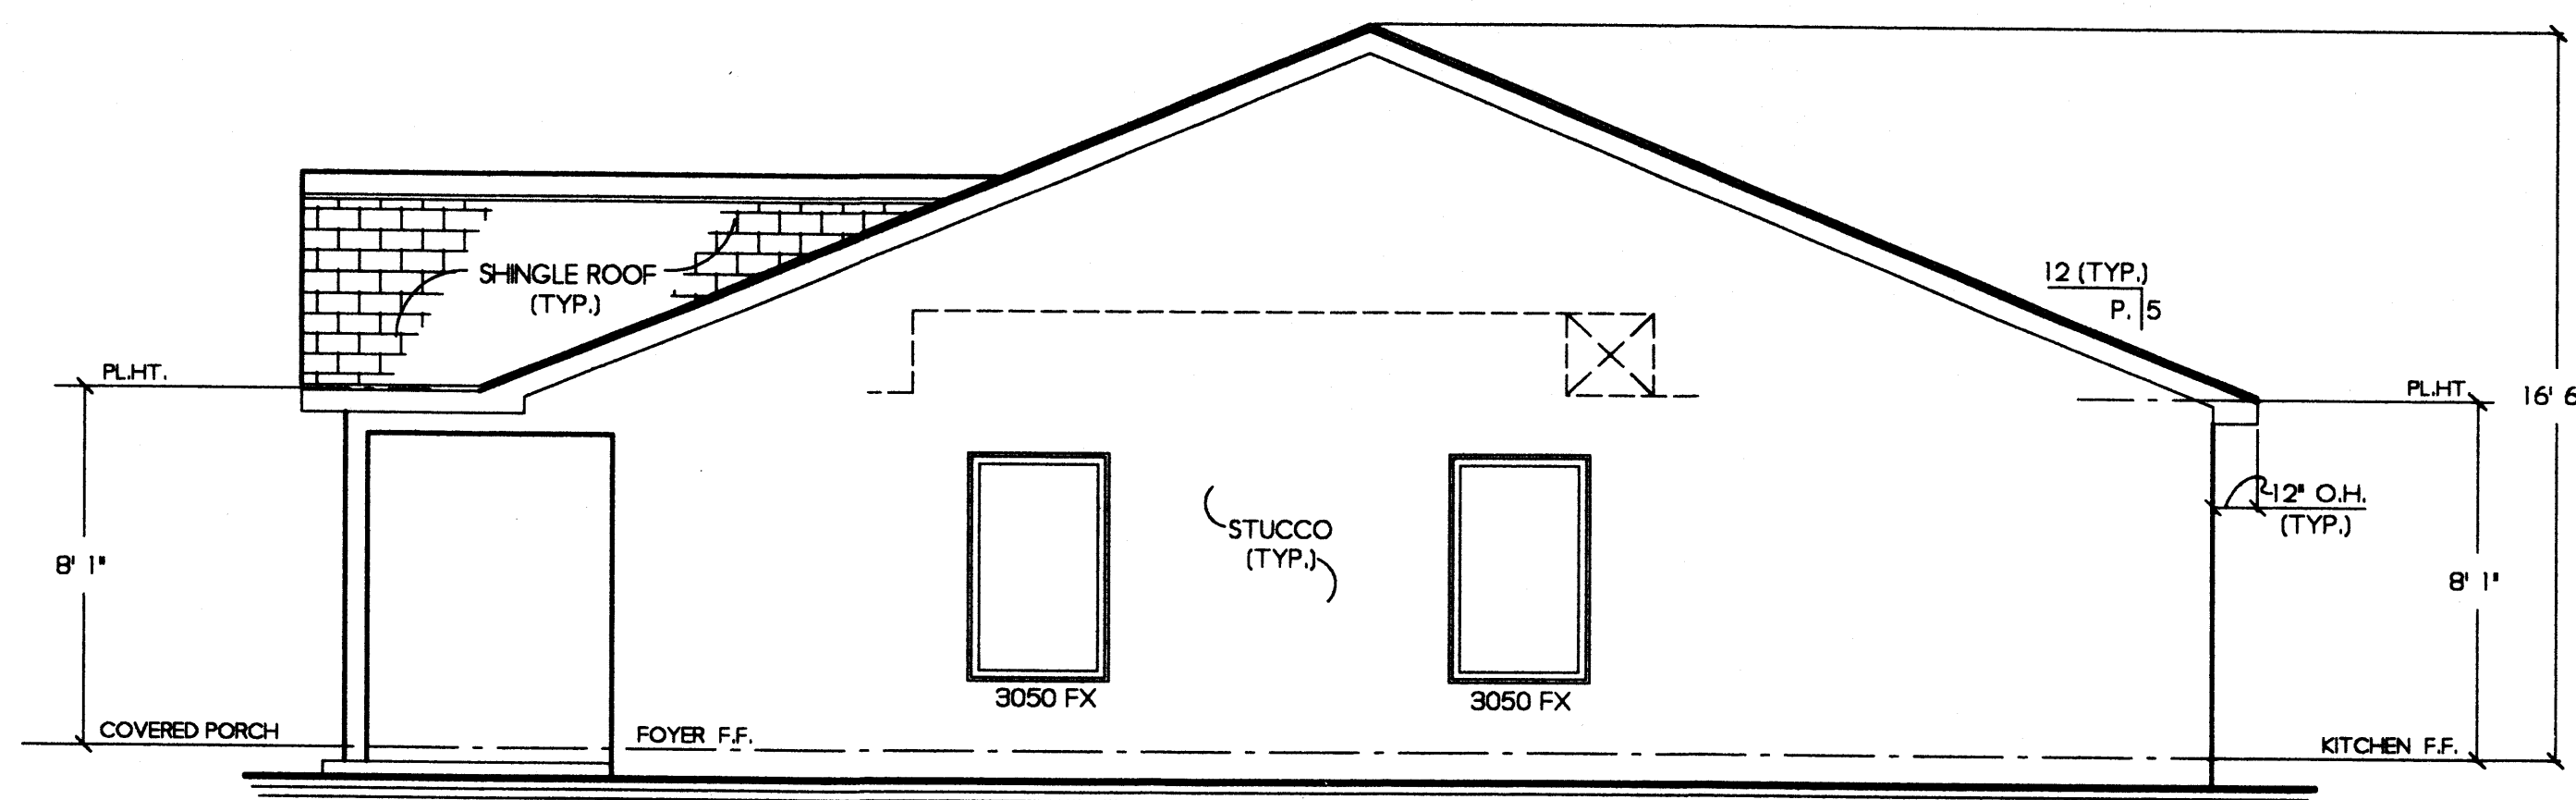 12 (TYP.)
P. 5
SHINGLE ROOF
(TYP.)
PL.HT.
PL.HT.
16' 6
12" O.H.
(TYP.)
STUCCO
(TYP.)
8' 1"
8' 1"
3050 FX
3050 FX
COVERED PORCH
FOYER F.F.
KITCHEN F.F.